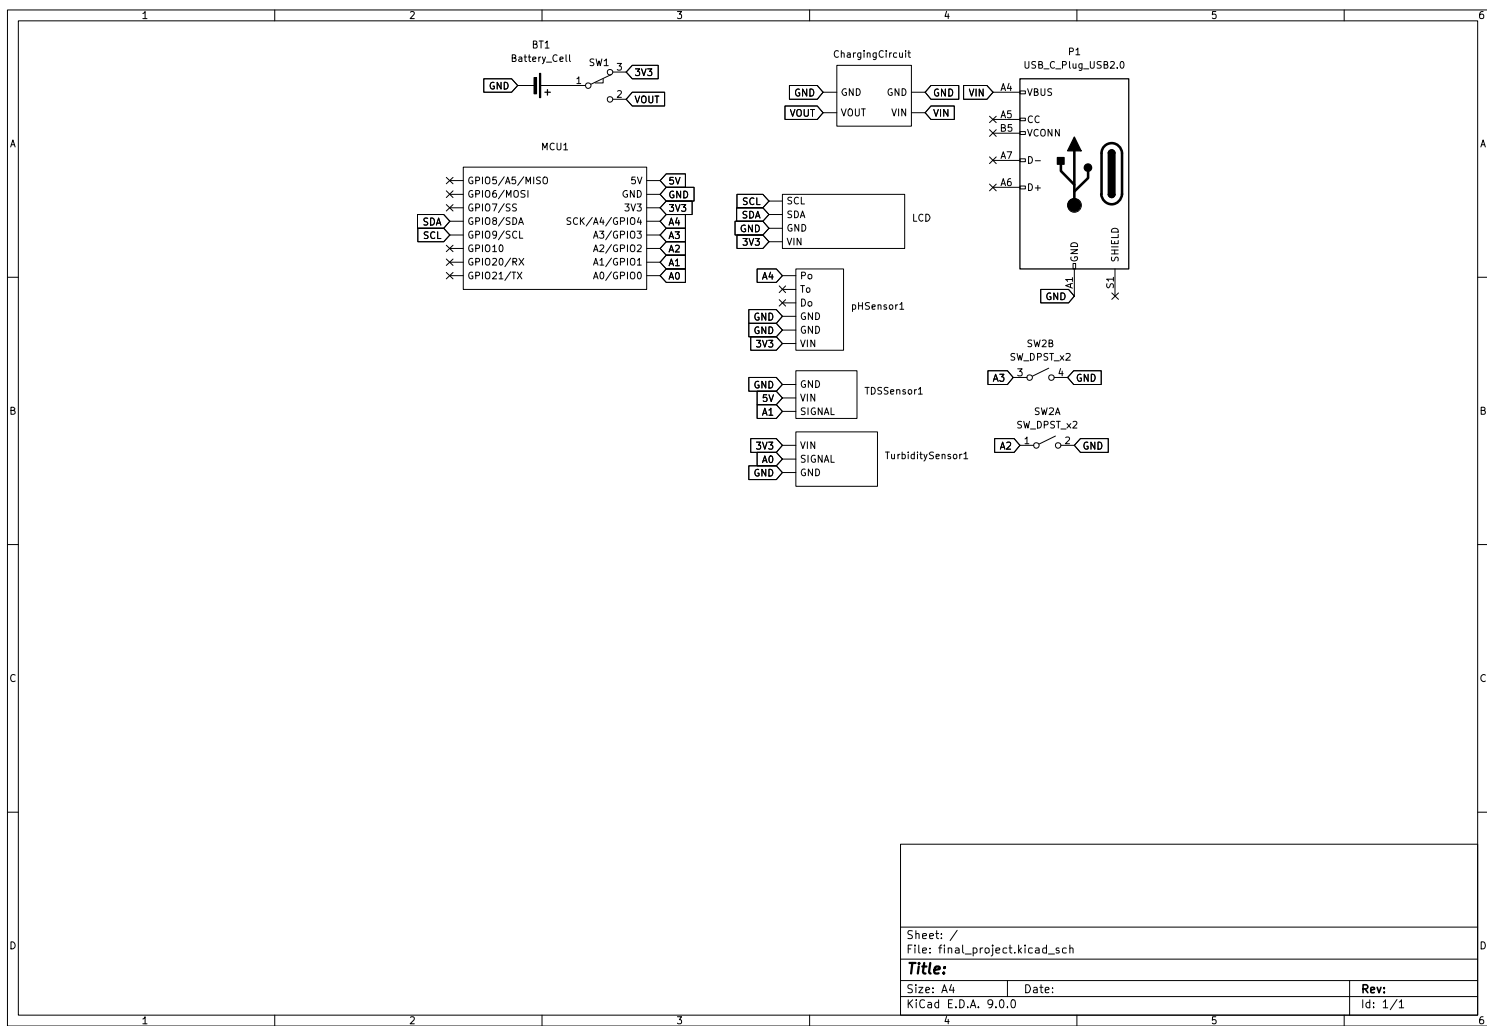 1 2 3 4 5 6
BT1
Battery_Cell
SW1
GND
+
1
3
3V3
2
VOUT
ChargingCircuit
GND GND GND GND
VOUT VOUT VIN VIN
P1
USB_C_Plug_USB2.0
VIN A4 VBUS
A5 CC
B5 VCONN
A7 D-
A6 D+
GND
SHIELD
A1
S1
GND
A A
MCU1
GPIO5/A5/MISO 5V 5V
GPIO6/MOSI GND GND
GPIO7/SS 3V3 3V3
SDA GPIO8/SDA SCK/A4/GPIO4 A4
SCL GPIO9/SCL A3/GPIO3 A3
GPIO10 A2/GPIO2 A2
GPIO20/RX A1/GPIO1 A1
GPIO21/TX A0/GPIO0 A0
SCL SCL
SDA SDA
GND GND
3V3 VIN
LCD
A4 Po
To
Do
GND GND
GND GND
3V3 VIN
pHSensor1
SW2B
SW_DPST_x2
A3 3 4 GND
GND GND
5V VIN
A1 SIGNAL
TDSSensor1
B B
SW2A
SW_DPST_x2
A2 1 2 GND
3V3 VIN
A0 SIGNAL
GND GND
TurbiditySensor1
C C
D D
Sheet: /
File: final_project.kicad_sch
Title:
Size: A4 Date: Rev:
KiCad E.D.A. 9.0.0 Id: 1/1
1 2 3 4 5 6